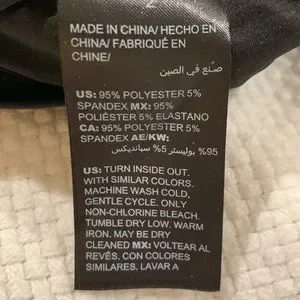 2
MADE IN CHINA/ HECHO EN
CHINA/ FABRIQUÉ EN
CHINE/
صنع في الصين
US: 95% POLYESTER 5%
SPANDEX MX: 95%
POLIÉSTER 5% ELASTANO
CA: 95% POLYESTER 5%
SPANDEX AE/KW:
95% بوليستر 5% سبانديكس
US: TURN INSIDE OUT.
WITH SIMILAR COLORS.
MACHINE WASH COLD,
GENTLE CYCLE. ONLY
NON-CHLORINE BLEACH.
TUMBLE DRY LOW. WARM
IRON. MAY BE DRY
CLEANED MX: VOLTEAR AL
REVÉS. CON COLORES
SIMILARES. LAVAR A